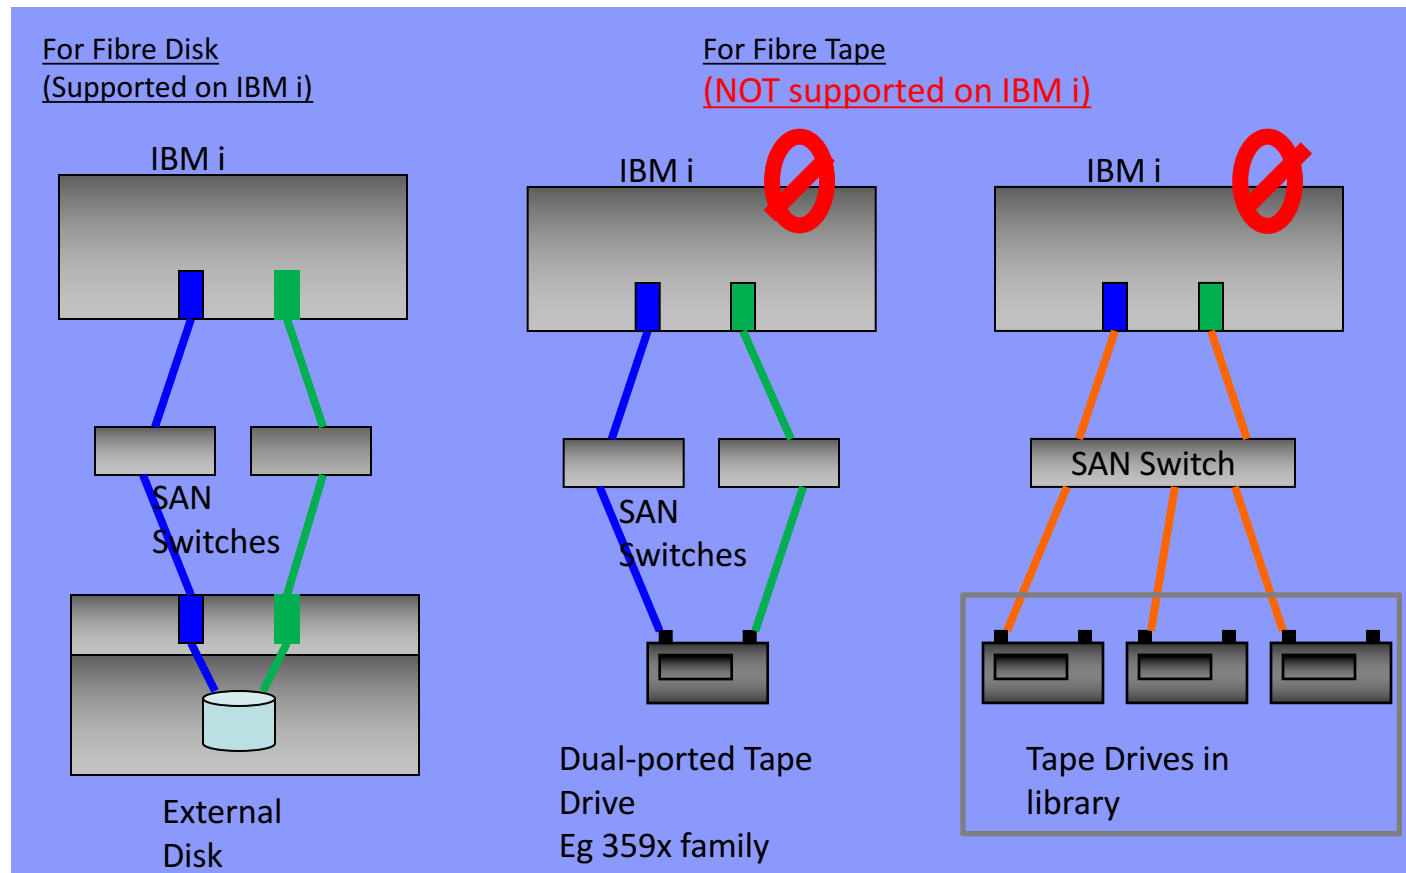 For Fibre Disk
(Supported on IBM i)
For Fibre Tape
(NOT supported on IBM i)
IBM i
IBM i
IBM i
SAN
Switches
SAN
Switches
SAN Switch
External
Disk
Dual-ported Tape
Drive
Eg 359x family
Tape Drives in
library